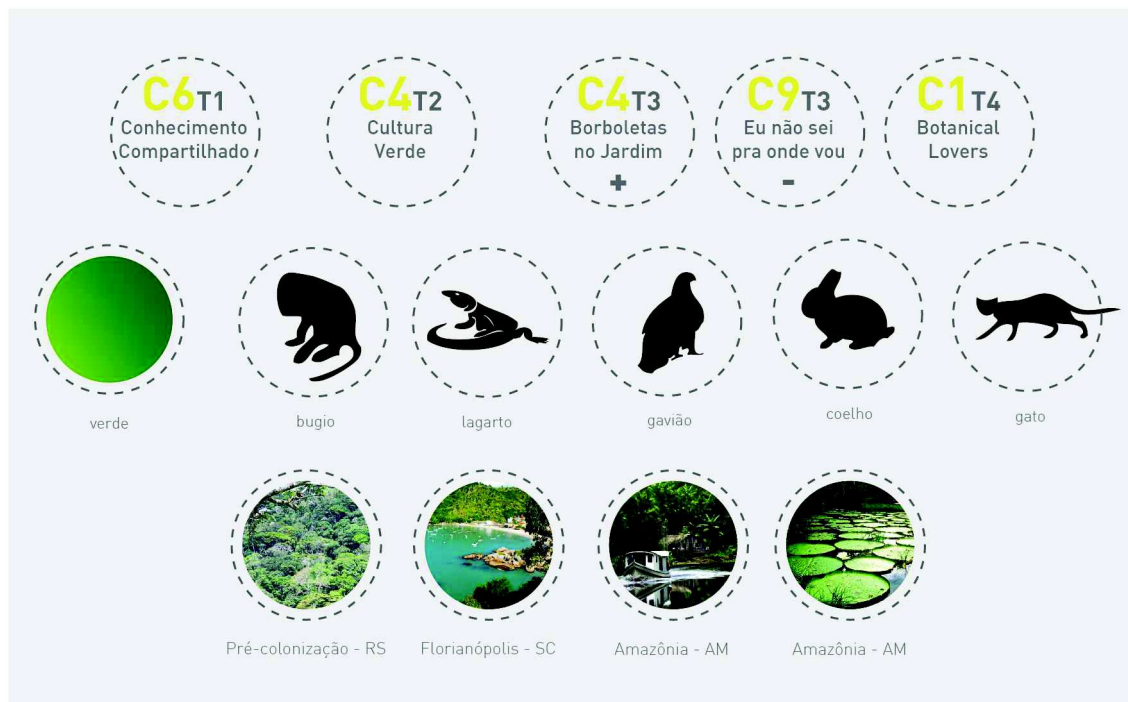 C6T1
Conhecimento
Compartilhado
C4T2
Cultura
Verde
C4T3
Borboletas
no Jardim
+
C9T3
Eu não sei
pra onde vou
-
C1T4
Botanical
Lovers
verde
bugio
lagarto
gavião
coelho
gato
Pré-colonização - RS
Florianópolis - SC
Amazônia - AM
Amazônia - AM